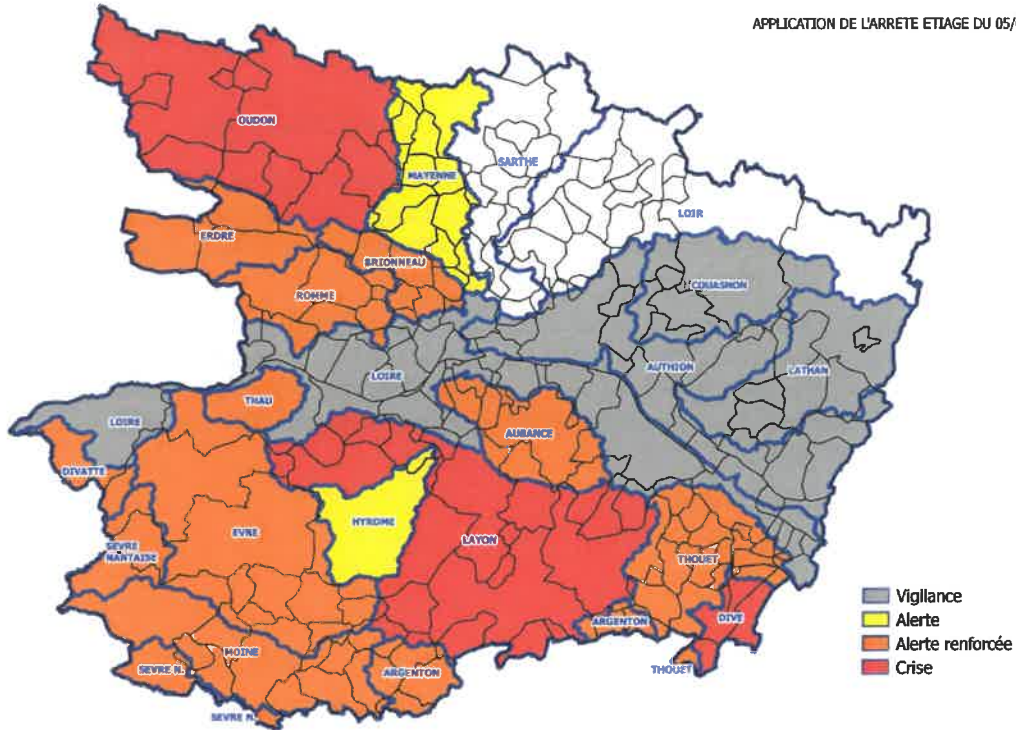 APPLICATION DE L'ARRETE ETIAGE DU 05/
OUDON
MAYENNE
SARTHE
LOIR
ERDRE
BRIONNEAU
ROMME
COUASNON
LOIRE
AUTHION
LATHAN
THAU
LOIRE
AUBANCE
DIVATTE
HYROME
EVRE
LAYON
SEVRE
NANTAISE
THOUET
ARGENTON
DIVE
MOINE
SEVRE N.
ARGENTON
THOUET
SEVRE N.
Vigilance
Alerte
Alerte renforcée
Crise